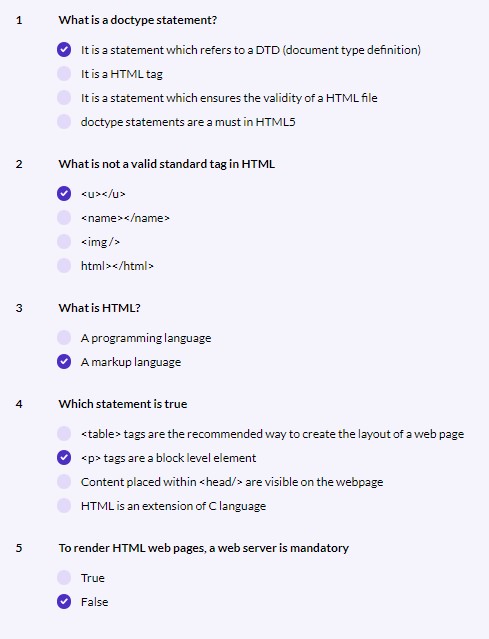 1 What is a doctype statement?
It is a statement which refers to a DTD (document type definition)
It is a HTML tag
It is a statement which ensures the validity of a HTML file
doctype statements are a must in HTML5
2 What is not a valid standard tag in HTML
<u></u>
<name></name>
<img/>
html></html>
3 What is HTML?
A programming language
A markup language
4 Which statement is true
<table> tags are the recommended way to create the layout of a web page
<p> tags are a block level element
Content placed within <head/> are visible on the webpage
HTML is an extension of C language
5 To render HTML web pages, a web server is mandatory
True
False